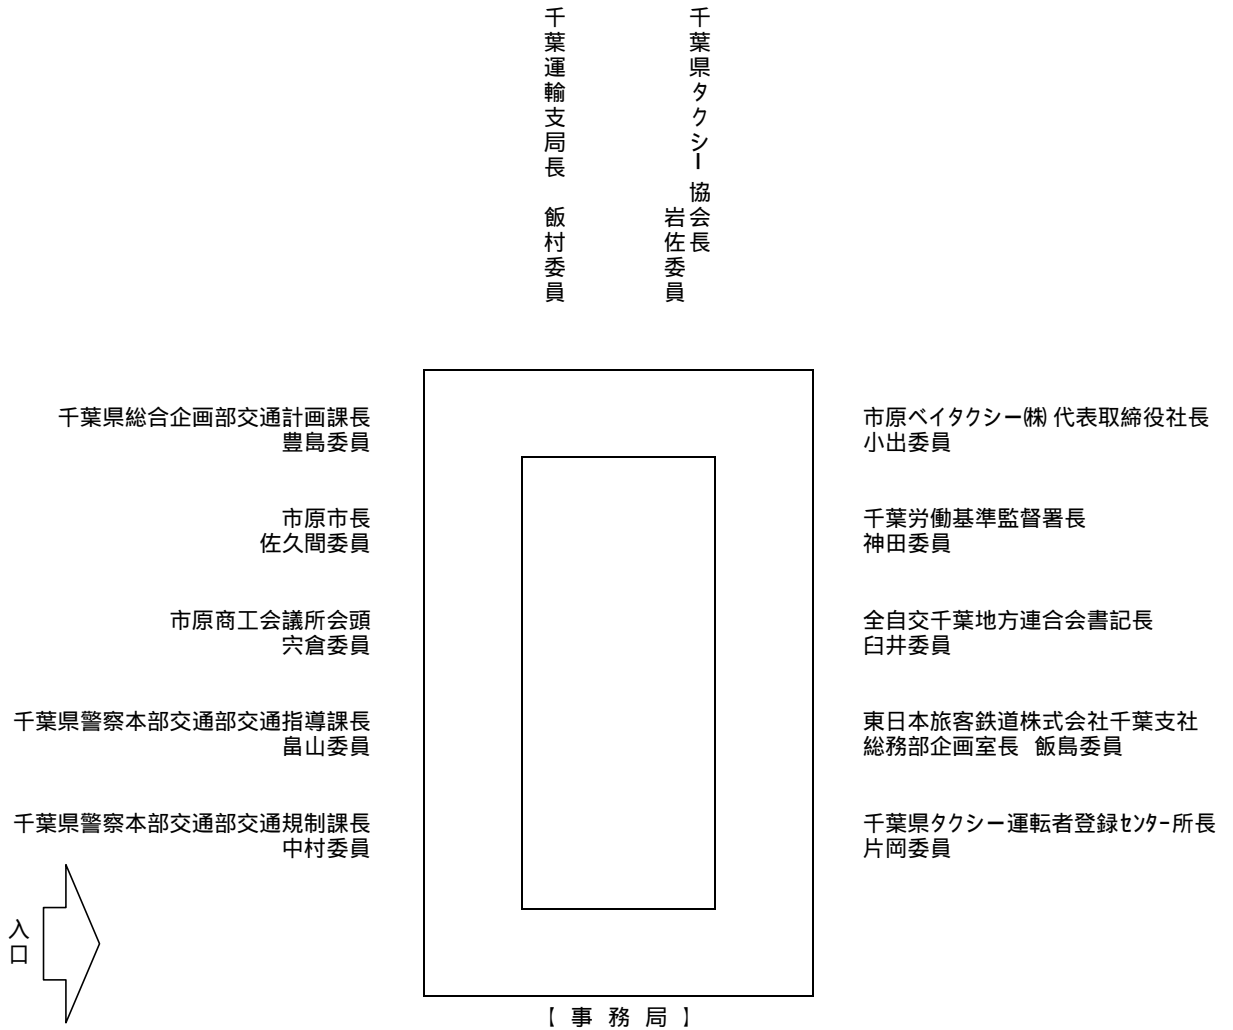 千葉運輸支局長　飯村委員
千葉県タクシー協会長
岩佐委員
千葉県総合企画部交通計画課長
豊島委員
市原ベイタクシー㈱ 代表取締役社長
小出委員
市原市長
佐久間委員
千葉労働基準監督署長
神田委員
市原商工会議所会頭
宍倉委員
全自交千葉地方連合会書記長
臼井委員
千葉県警察本部交通部交通指導課長
畠山委員
東日本旅客鉄道株式会社千葉支社
総務部企画室長 飯島委員
千葉県警察本部交通部交通規制課長
中村委員
千葉県タクシー運転者登録ｾﾝﾀｰ所長
片岡委員
入口
【 事 務 局 】